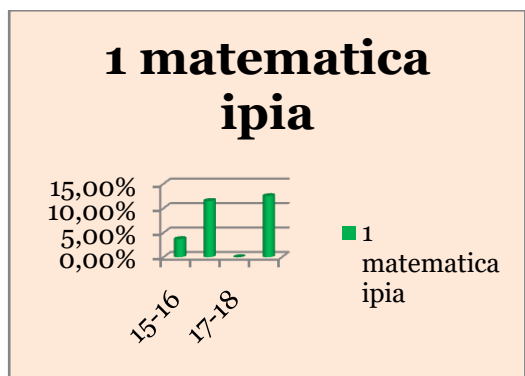 1 matematica
ipia
15,00%
10,00%
5,00%
0,00%
15-16
17-18
1
matematica
ipia